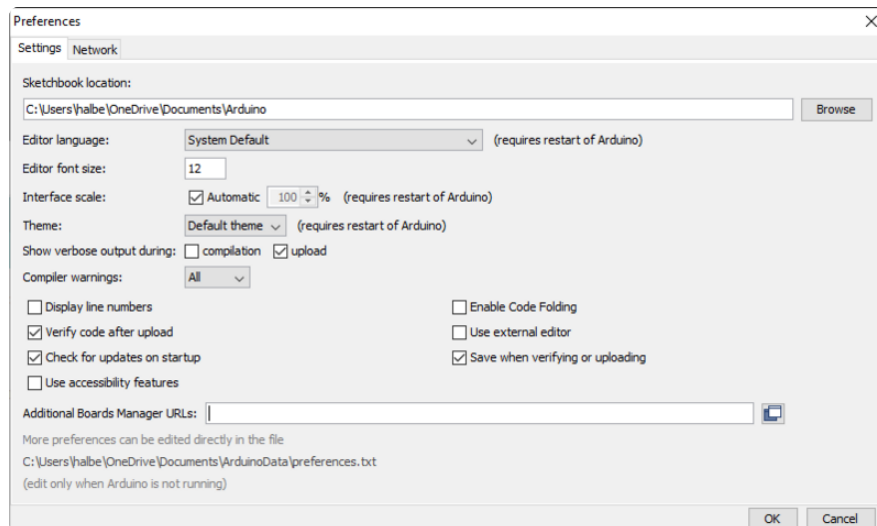 Preferences
Settings Network
Sketchbook location:
C:\Users\halbe\OneDrive\Documents\Arduino Browse
Editor language: System Default (requires restart of Arduino)
Editor font size: 12
Interface scale: Automatic 100 % (requires restart of Arduino)
Theme: Default theme (requires restart of Arduino)
Show verbose output during: compilation upload
Compiler warnings: All
Display line numbers Enable Code Folding
Verify code after upload Use external editor
Check for updates on startup Save when verifying or uploading
Use accessibility features
Additional Boards Manager URLs:
More preferences can be edited directly in the file
C:\Users\halbe\OneDrive\Documents\ArduinoData\preferences.txt
(edit only when Arduino is not running)
OK Cancel